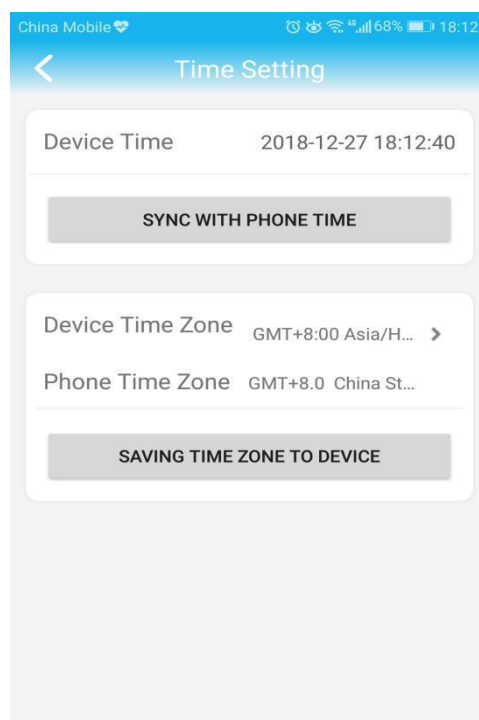 China Mobile 68% 18:12
Time Setting
Device Time 2018-12-27 18:12:40
SYNC WITH PHONE TIME
Device Time Zone GMT+8:00 Asia/H...
Phone Time Zone GMT+8.0 China St...
SAVING TIME ZONE TO DEVICE